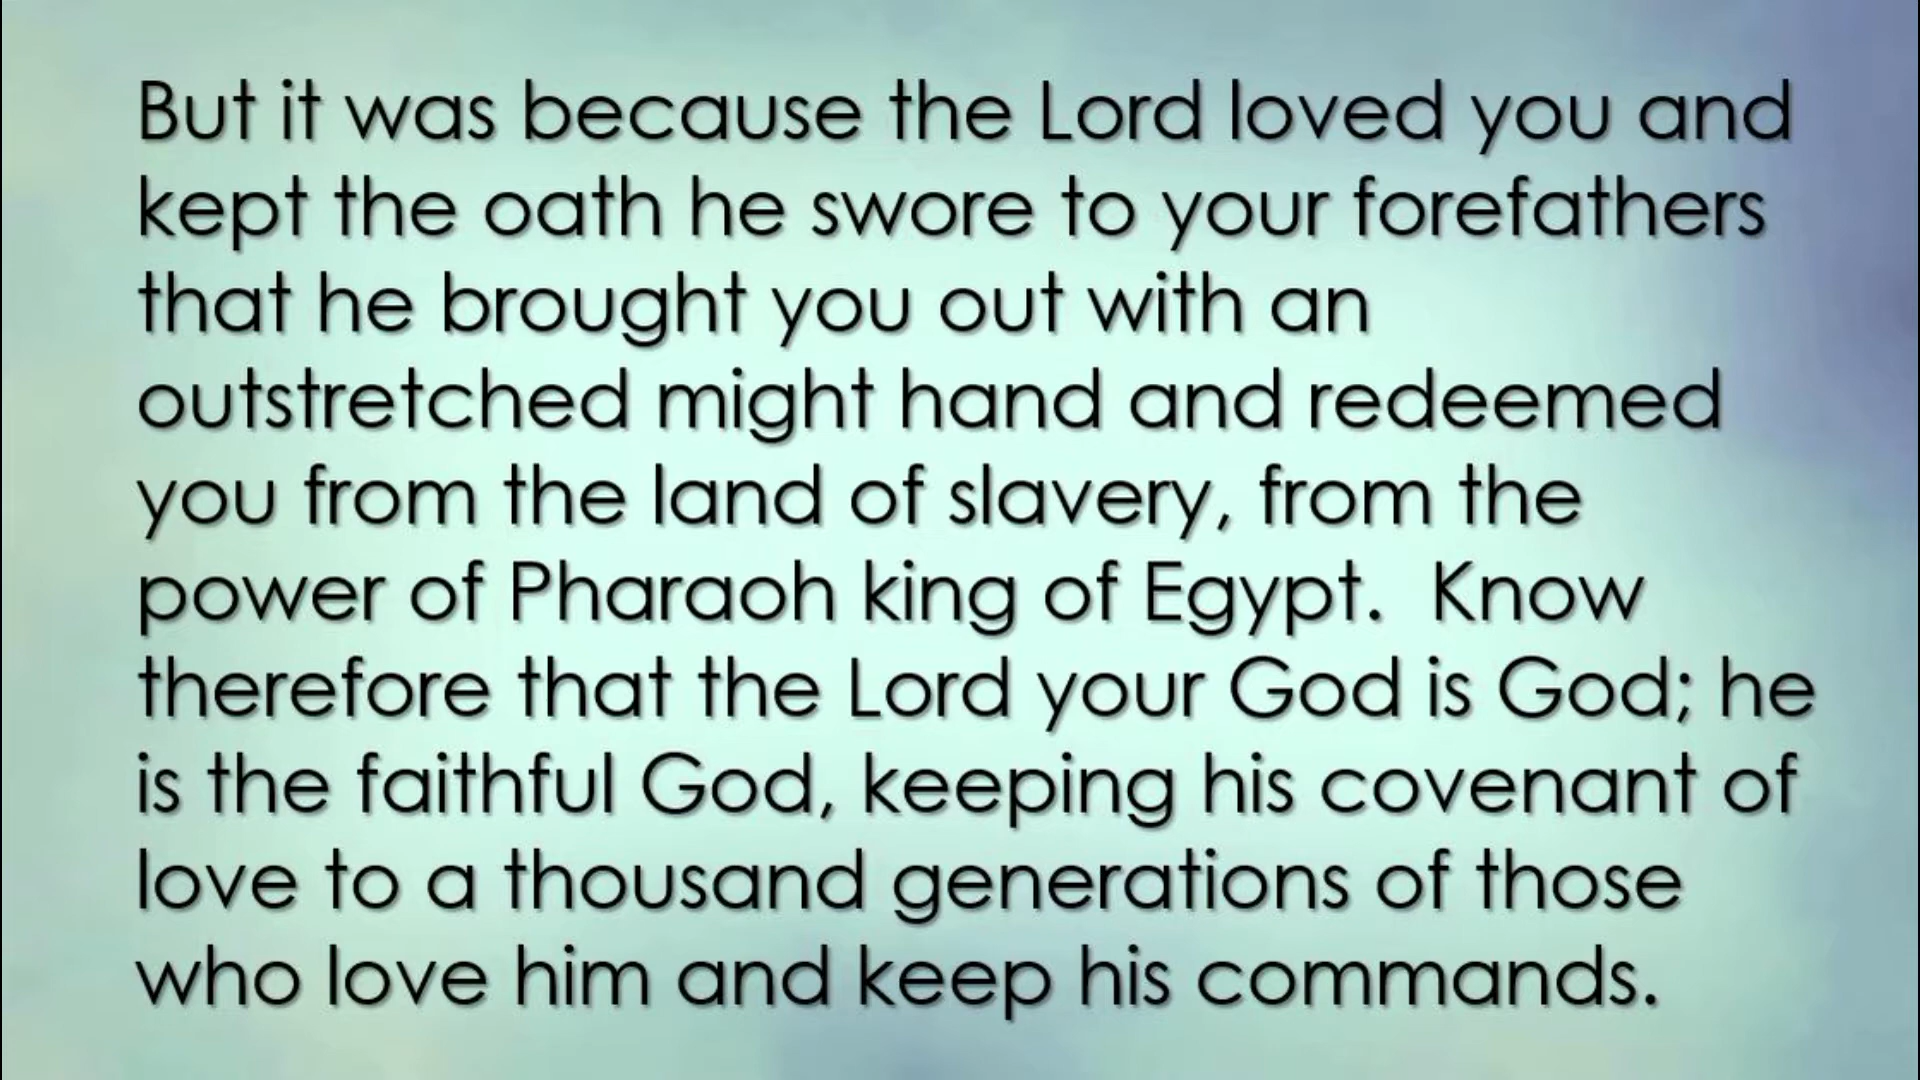 But it was because the Lord loved you and
kept the oath he swore to your forefathers
that he brought you out with an
outstretched might hand and redeemed
you from the land of slavery, from the
power of Pharaoh king of Egypt.  Know
therefore that the Lord your God is God; he
is the faithful God, keeping his covenant of
love to a thousand generations of those
who love him and keep his commands.